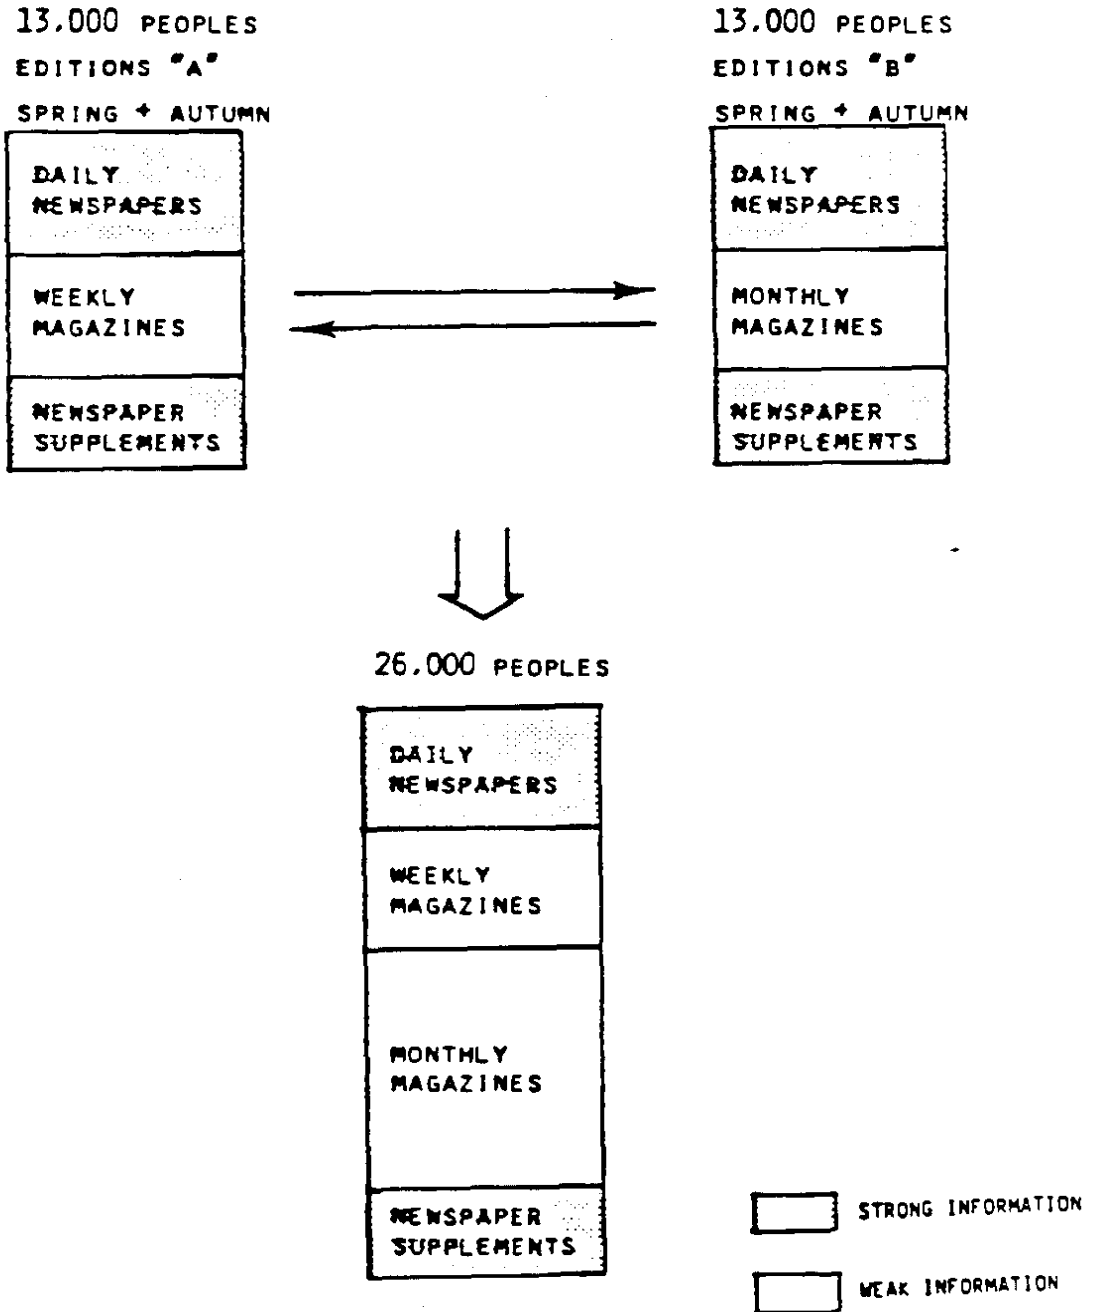 13.000 PEOPLES
EDITIONS "A"
SPRING + AUTUMN
DAILY
NEWSPAPERS
WEEKLY
MAGAZINES
NEWSPAPER
SUPPLEMENTS
13.000 PEOPLES
EDITIONS "B"
SPRING + AUTUMN
DAILY
NEWSPAPERS
MONTHLY
MAGAZINES
NEWSPAPER
SUPPLEMENTS
26.000 PEOPLES
DAILY
NEWSPAPERS
WEEKLY
MAGAZINES
MONTHLY
MAGAZINES
NEWSPAPER
SUPPLEMENTS
STRONG INFORMATION
WEAK INFORMATION